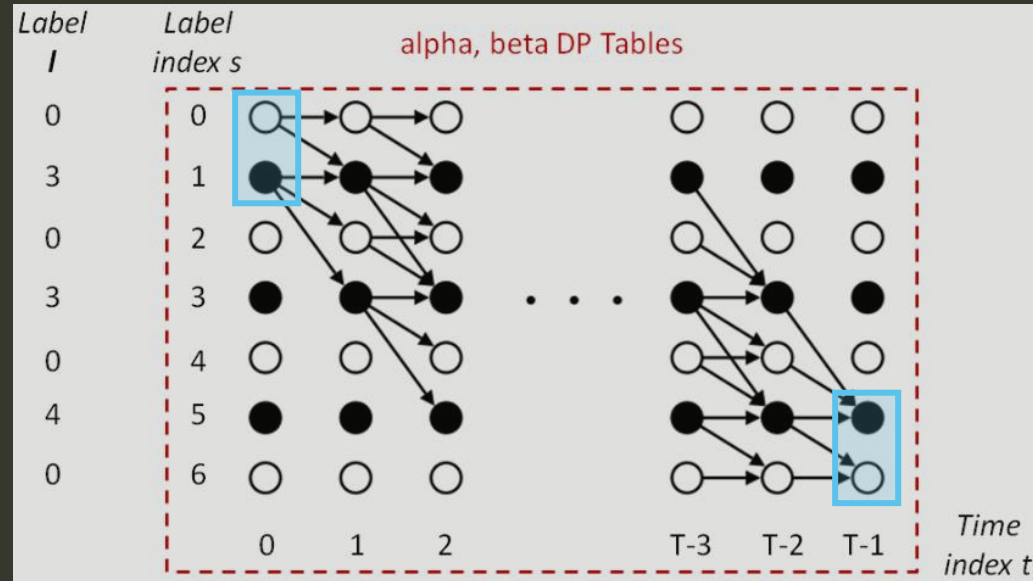 Label Label
l index s
alpha, beta DP Tables
0 0
3 1
0 2
3 3
0 4
4 5
0 6
0 1 2 T-3 T-2 T-1
Time
index t